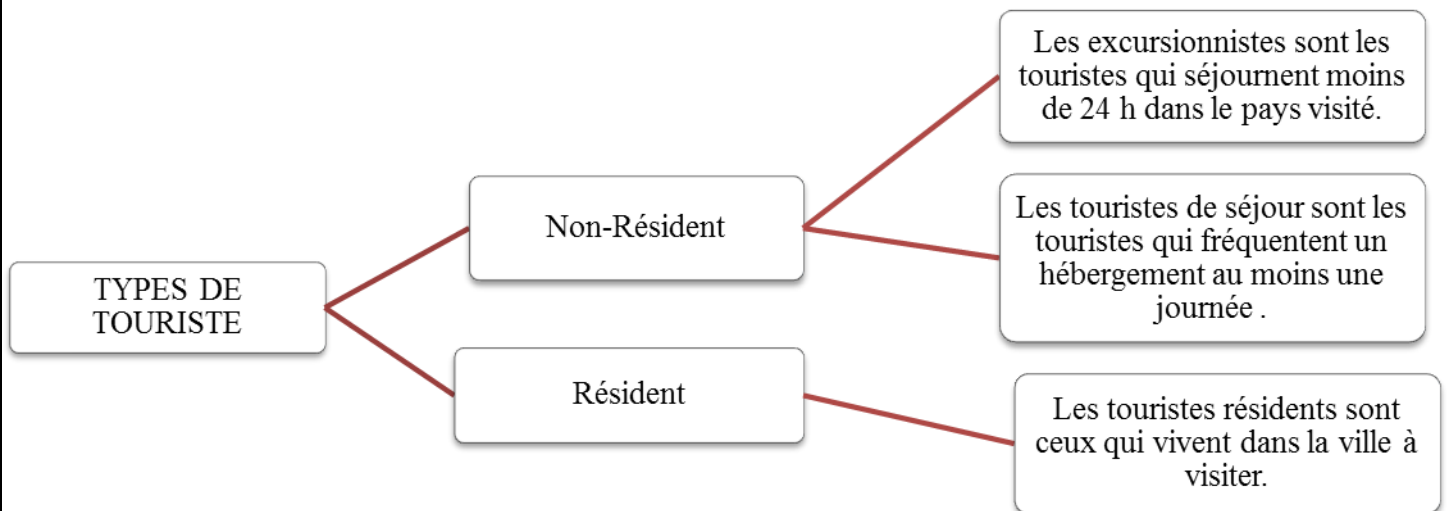 TYPES DE
TOURISTE
Non-Résident
Les excursionnistes sont les
touristes qui séjournent moins
de 24 h dans le pays visité.
Les touristes de séjour sont les
touristes qui fréquentent un
hébergement au moins une
journée .
Résident
Les touristes résidents sont
ceux qui vivent dans la ville à
visiter.